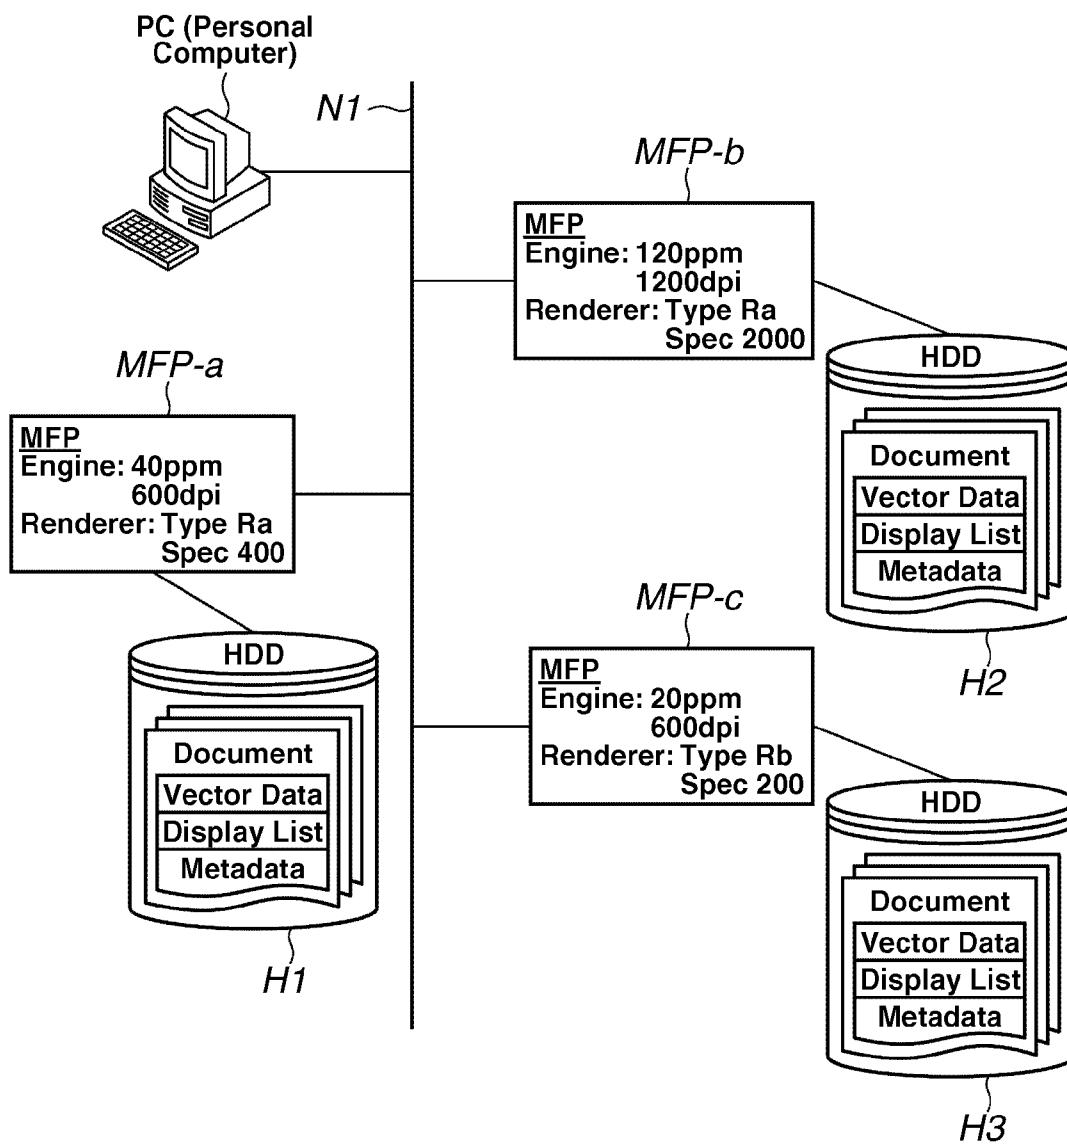 PC (Personal
Computer)
N1
MFP-b
MFP
Engine: 120ppm
1200dpi
Renderer: Type Ra
Spec 2000
HDD
Document
Vector Data
Display List
Metadata
H2
MFP-a
MFP
Engine: 40ppm
600dpi
Renderer: Type Ra
Spec 400
HDD
Document
Vector Data
Display List
Metadata
H1
MFP-c
MFP
Engine: 20ppm
600dpi
Renderer: Type Rb
Spec 200
HDD
Document
Vector Data
Display List
Metadata
H3